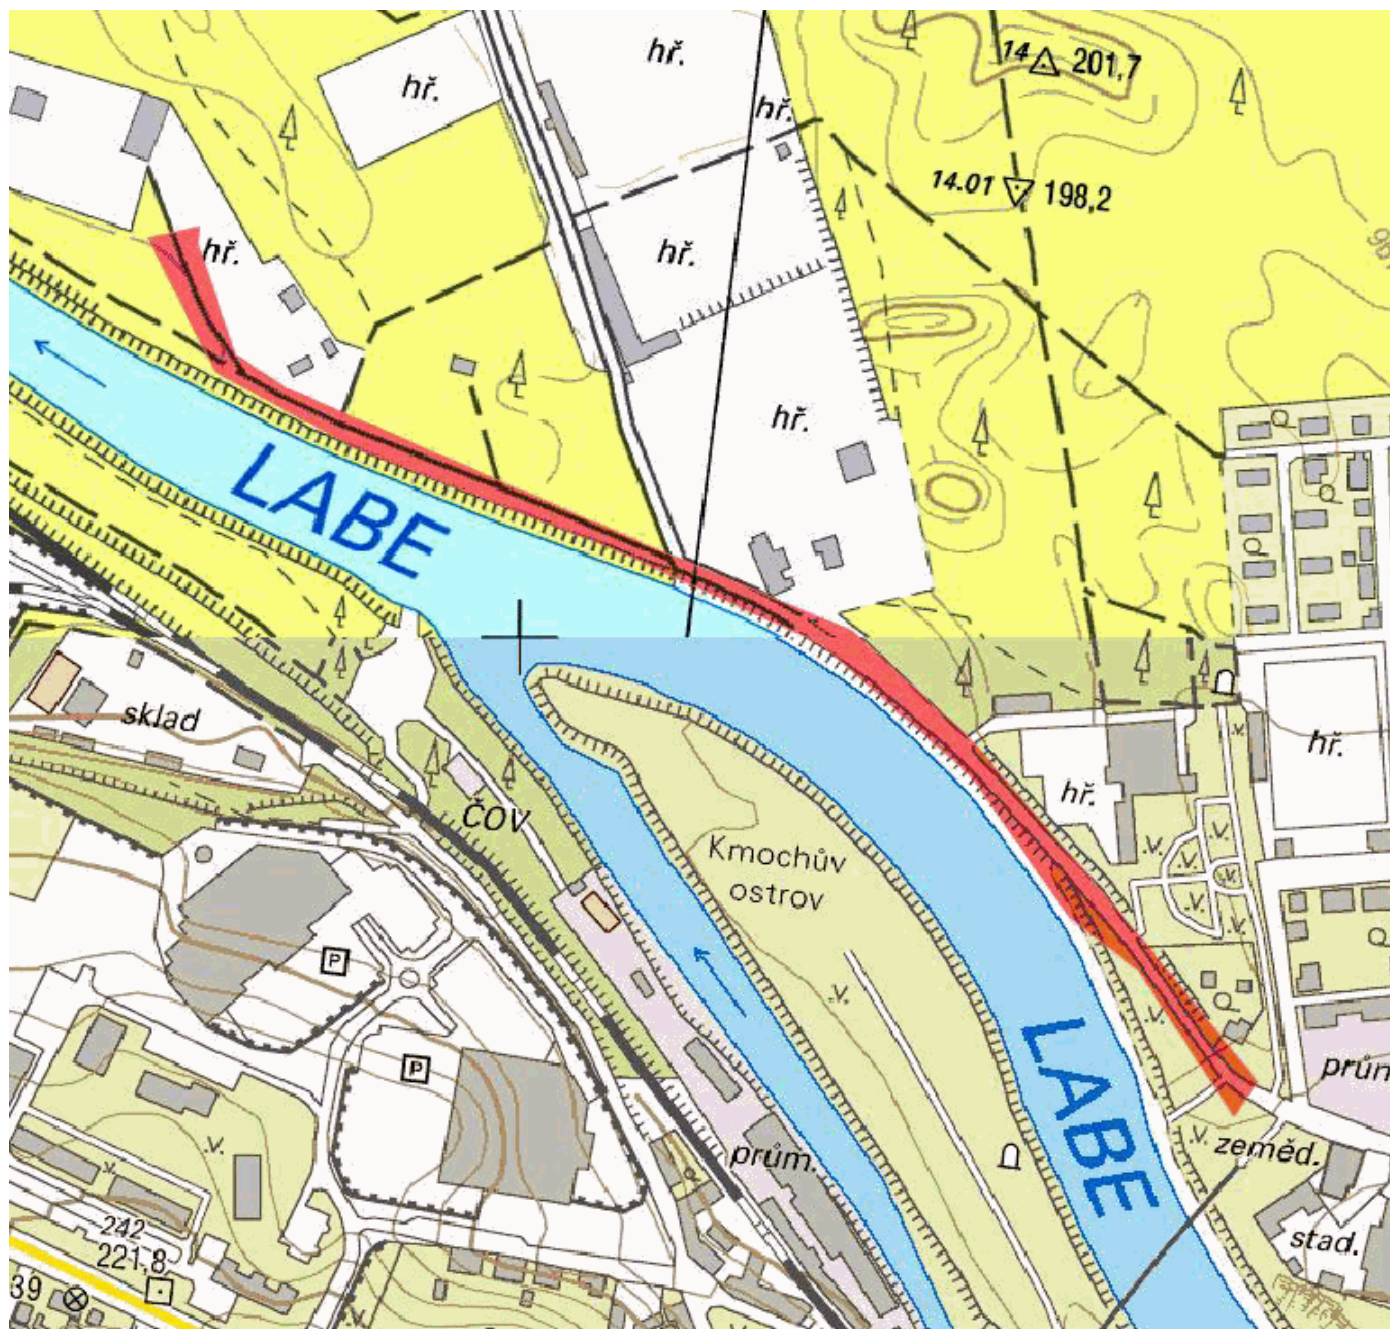 14 201,7
hř.
hř.
hř.
14.01 198,2
hř.
hř.
hř.
LABE
sklad
hř.
hř.
ČOV
Kmochův
ostrov
.V.
.V.
.V.
.V.
.V.
.V.
.V.
P
.V.
.V.
LABE
P
prům.
průn
.V.
.V.
zeměd.
.V.
stad.
242
221,8
39
.V.